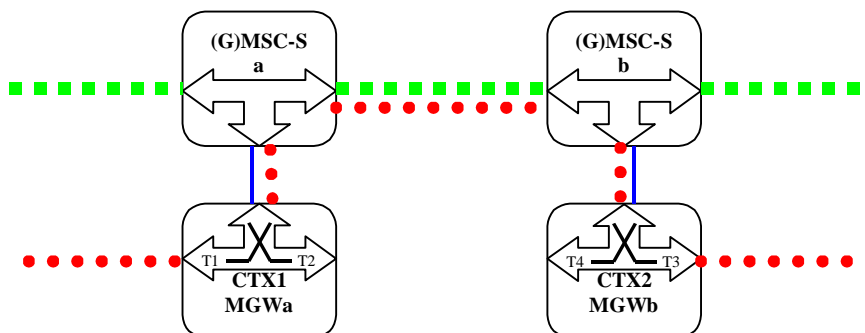 (G)MSC-S
a
(G)MSC-S
b
T1 T2
CTX1
MGWa
T4 T3
CTX2
MGWb